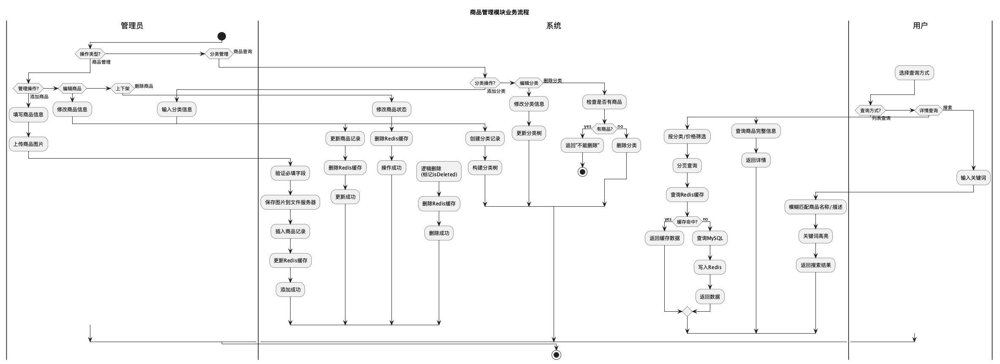 商品管理模块业务流程
管理员
系统
用户
操作类型?
分类管理
商品查询
商品管理
选择查询方式
管理操作?
编辑商品
上下架
删除商品
添加商品
分类操作?
编辑分类
删除分类
添加分类
填写商品信息
修改商品信息
输入分类信息
修改商品状态
修改分类信息
检查是否有商品
查询方式?
详情查询
搜索
列表查询
上传商品图片
更新商品记录
删除Redis缓存
创建分类记录
更新分类树
yes
有商品?
no
返回"不能删除"
删除分类
按分类/价格筛选
查询商品完整信息
验证必填字段
删除Redis缓存
操作成功
逻辑删除
(标记isDeleted)
构建分类树
分页查询
返回详情
输入关键词
保存图片到文件服务器
更新成功
删除Redis缓存
查询Redis缓存
模糊匹配商品名称/描述
插入商品记录
删除成功
yes
缓存命中?
no
返回缓存数据
查询MySQL
关键词高亮
更新Redis缓存
写入Redis
返回搜索结果
添加成功
返回数据